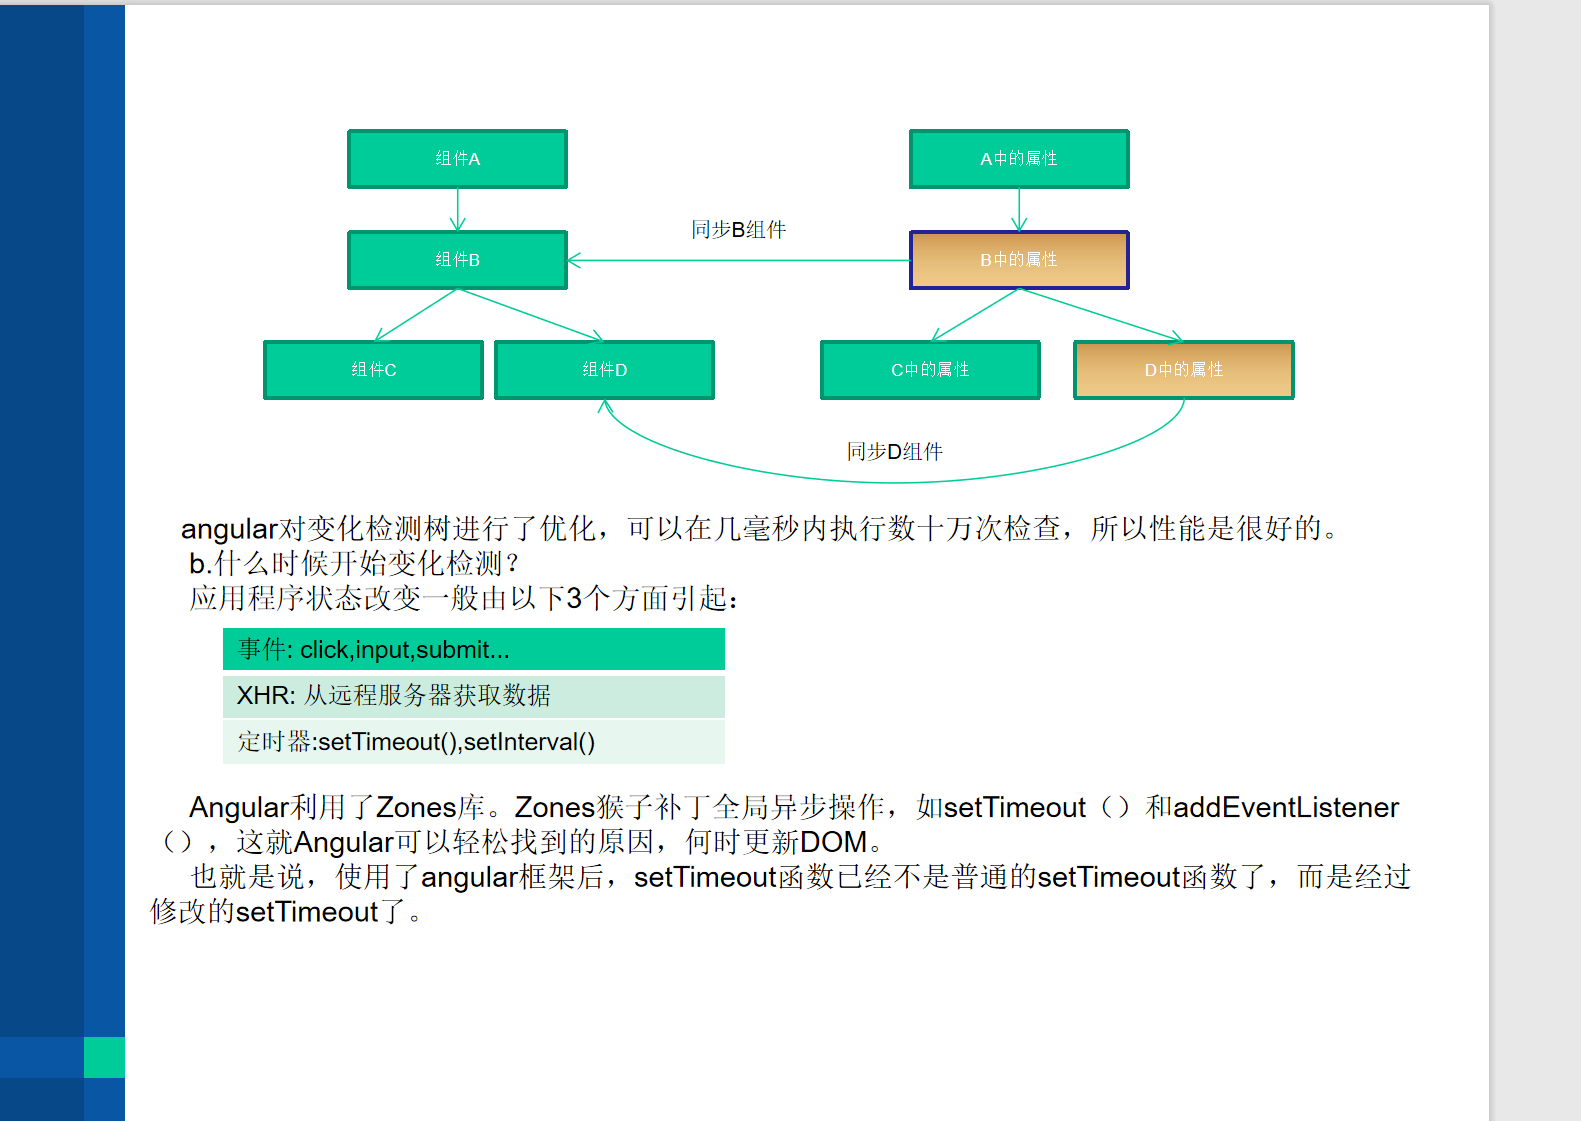 组件A
A中的属性
同步B组件
组件B
B中的属性
组件C
组件D
C中的属性
D中的属性
同步D组件
angular对变化检测树进行了优化，可以在几毫秒内执行数十万次检查，所以性能是很好的。
b.什么时候开始变化检测？
应用程序状态改变一般由以下3个方面引起：
事件: click,input,submit...
XHR: 从远程服务器获取数据
定时器:setTimeout(),setInterval()
Angular利用了Zones库。Zones猴子补丁全局异步操作，如setTimeout（）和addEventListener
（），这就Angular可以轻松找到的原因，何时更新DOM。
也就是说，使用了angular框架后，setTimeout函数已经不是普通的setTimeout函数了，而是经过
修改的setTimeout了。